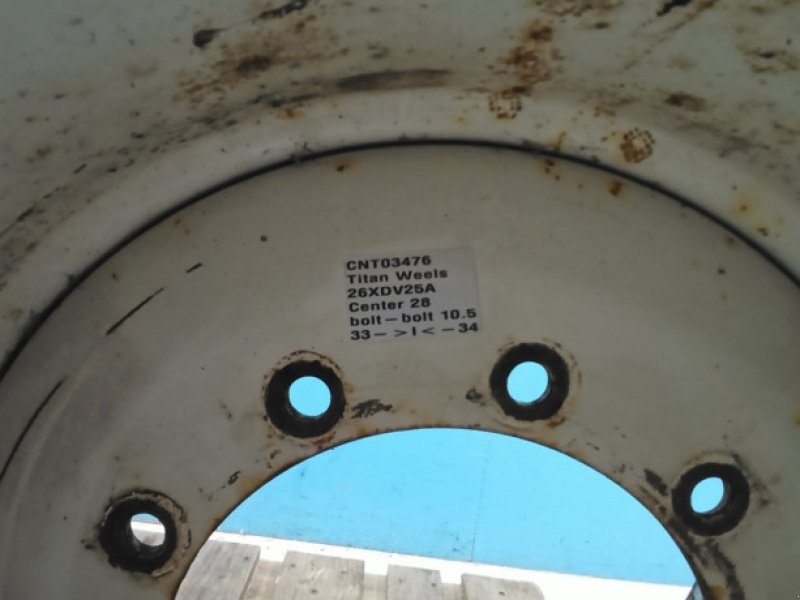 CNT03476
Titan Weels
26XDV25A
Center 28
bolt - bolt 10.5
33 - > I < - 34